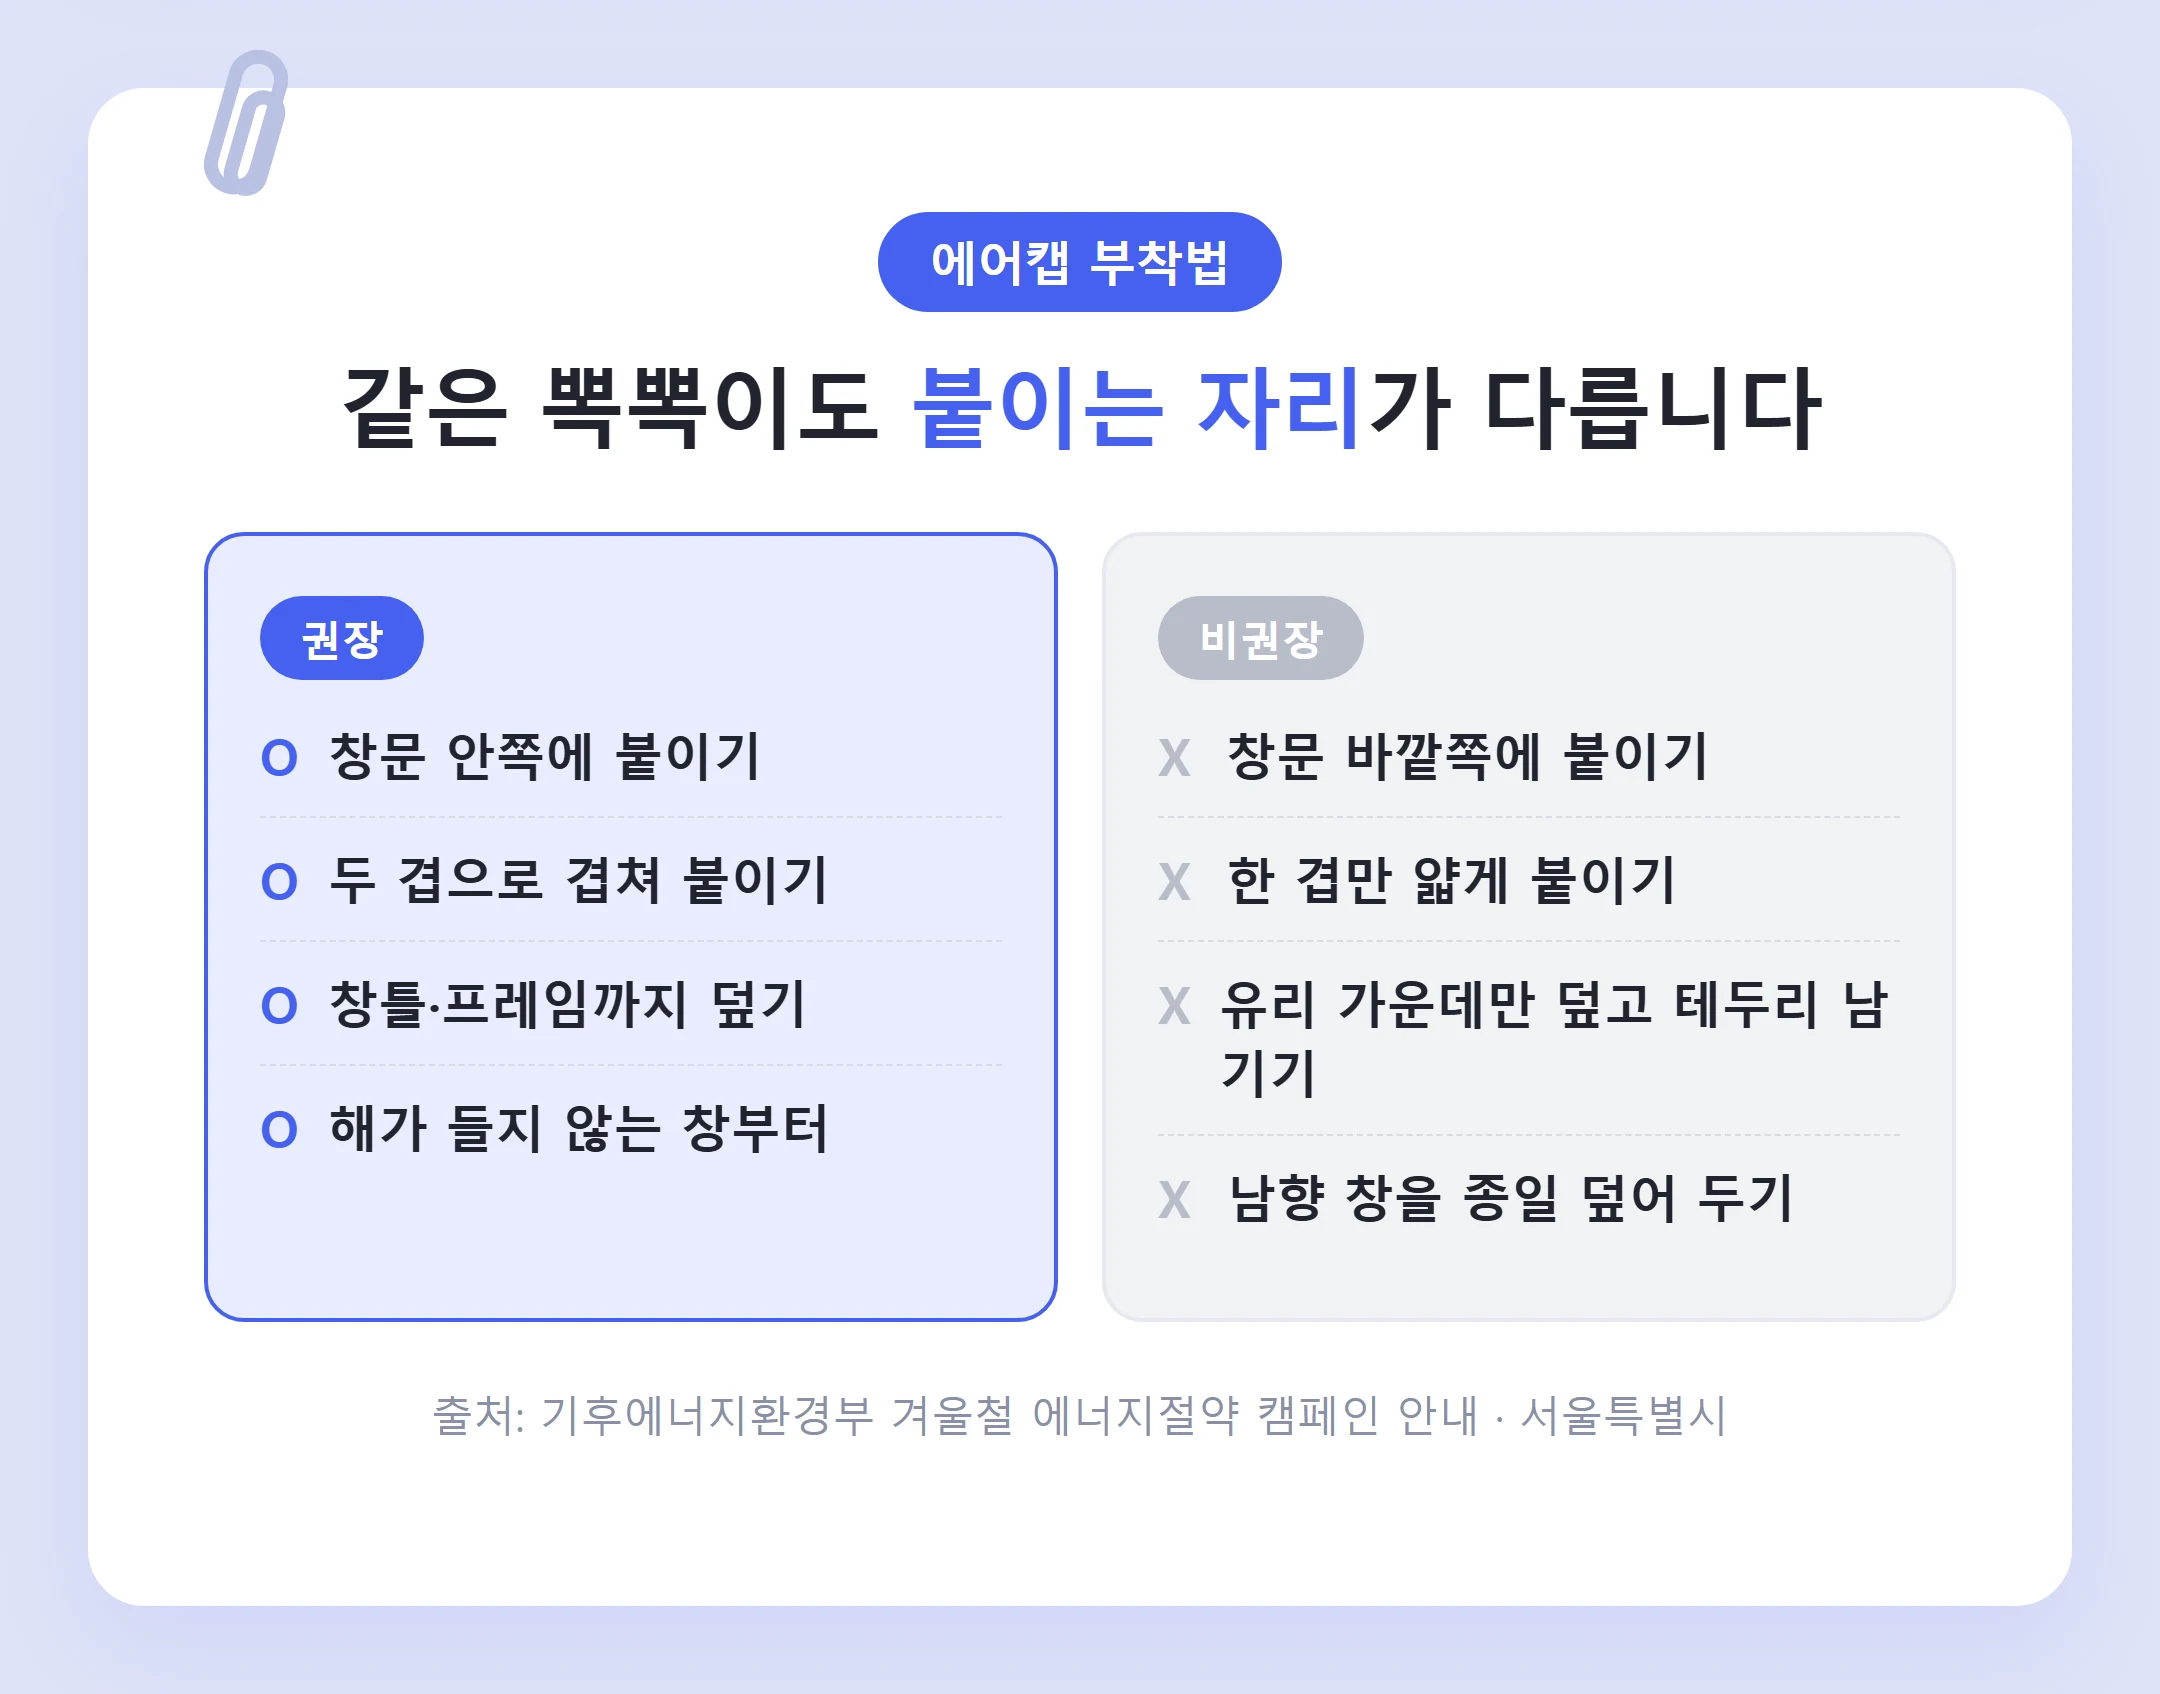 에어캡 부착법
같은 뽁뽁이도 붙이는 자리가 다릅니다
권장
O 창문 안쪽에 붙이기
O 두 겹으로 겹쳐 붙이기
O 창틀·프레임까지 덮기
O 해가 들지 않는 창부터
비권장
X 창문 바깥쪽에 붙이기
X 한 겹만 얇게 붙이기
X 유리 가운데만 덮고 테두리 남
기기
X 남향 창을 종일 덮어 두기
출처: 기후에너지환경부 겨울철 에너지절약 캠페인 안내 · 서울특별시